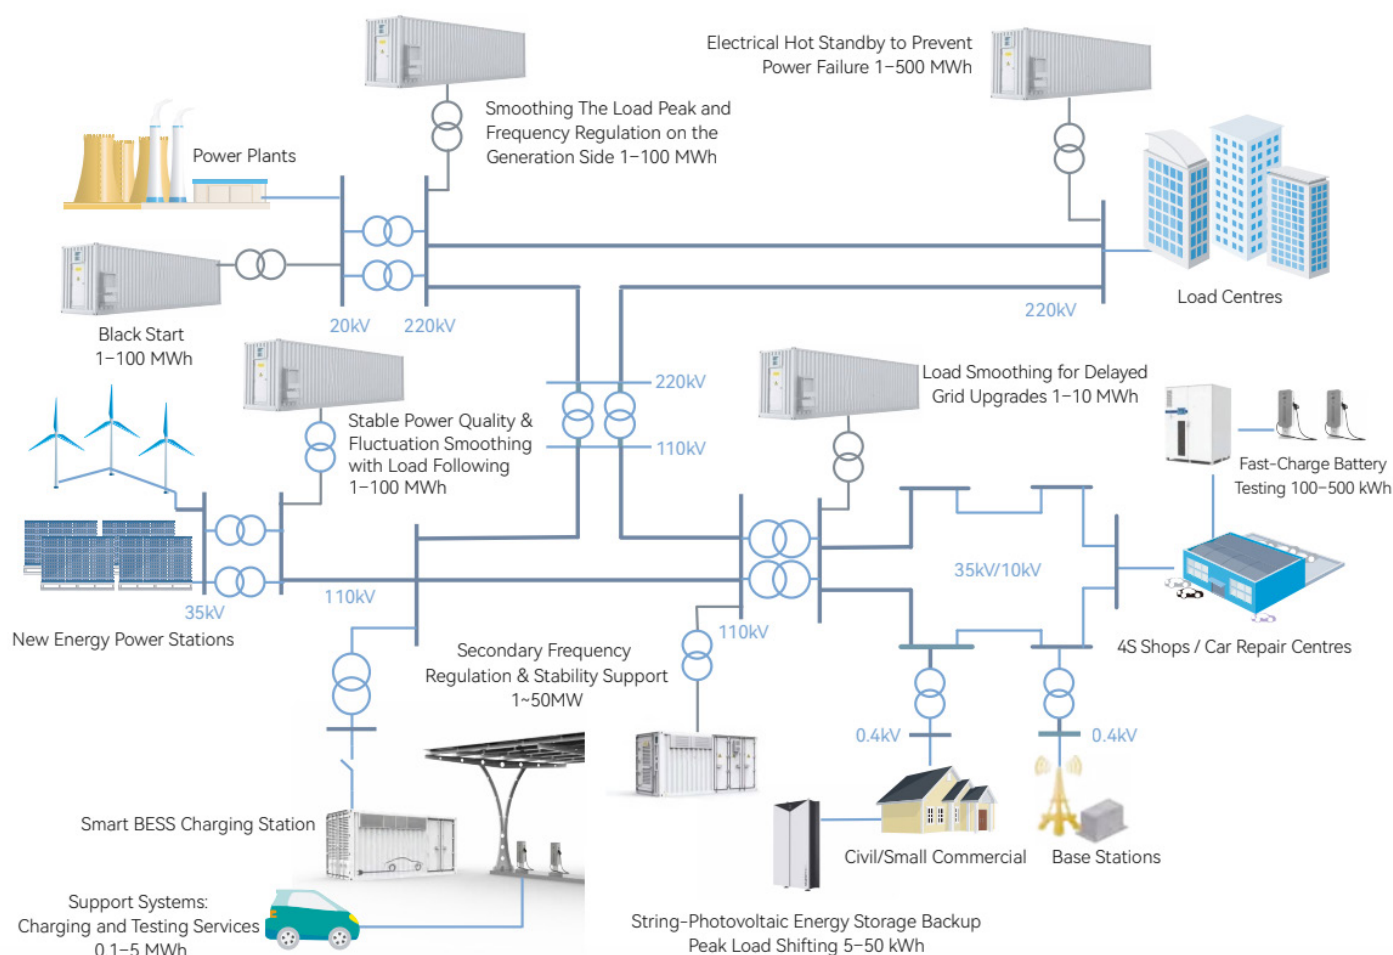 Electrical Hot Standby to Prevent
Power Failure 1–500 MWh
Smoothing The Load Peak and
Frequency Regulation on the
Generation Side 1–100 MWh
Power Plants
Load Centres
20kV
220kV
220kV
Black Start
1–100 MWh
220kV
110kV
Load Smoothing for Delayed
Grid Upgrades 1–10 MWh
Stable Power Quality &
Fluctuation Smoothing
with Load Following
1–100 MWh
Fast-Charge Battery
Testing 100–500 kWh
35kV/10kV
35kV
110kV
110kV
New Energy Power Stations
4S Shops / Car Repair Centres
Secondary Frequency
Regulation & Stability Support
1~50MW
0.4kV
0.4kV
Smart BESS Charging Station
Civil/Small Commercial
Base Stations
Support Systems:
Charging and Testing Services
0.1–5 MWh
String-Photovoltaic Energy Storage Backup
Peak Load Shifting 5–50 kWh